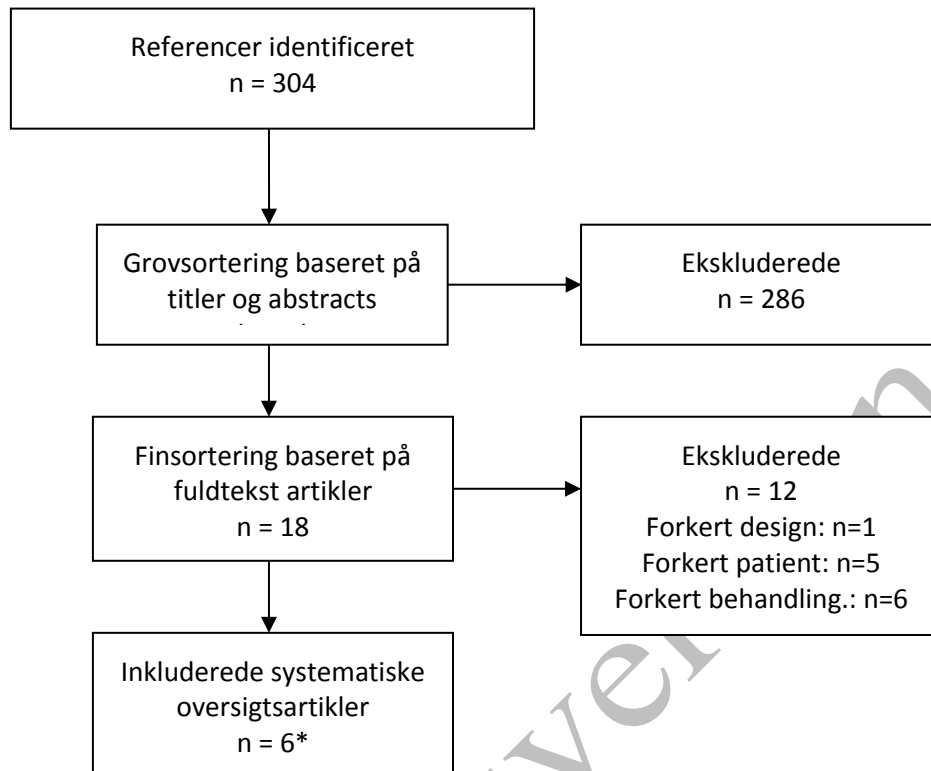 Referencer identificeret
n = 304
Grovsortering baseret på
titler og abstracts
Ekskluderede
n = 286
Finsortering baseret på
fuldtekst artikler
n = 18
Ekskluderede
n = 12
Forkert design: n=1
Forkert patient: n=5
Forkert behandling.: n=6
Inkluderede systematiske
oversigtsartikler
n = 6*